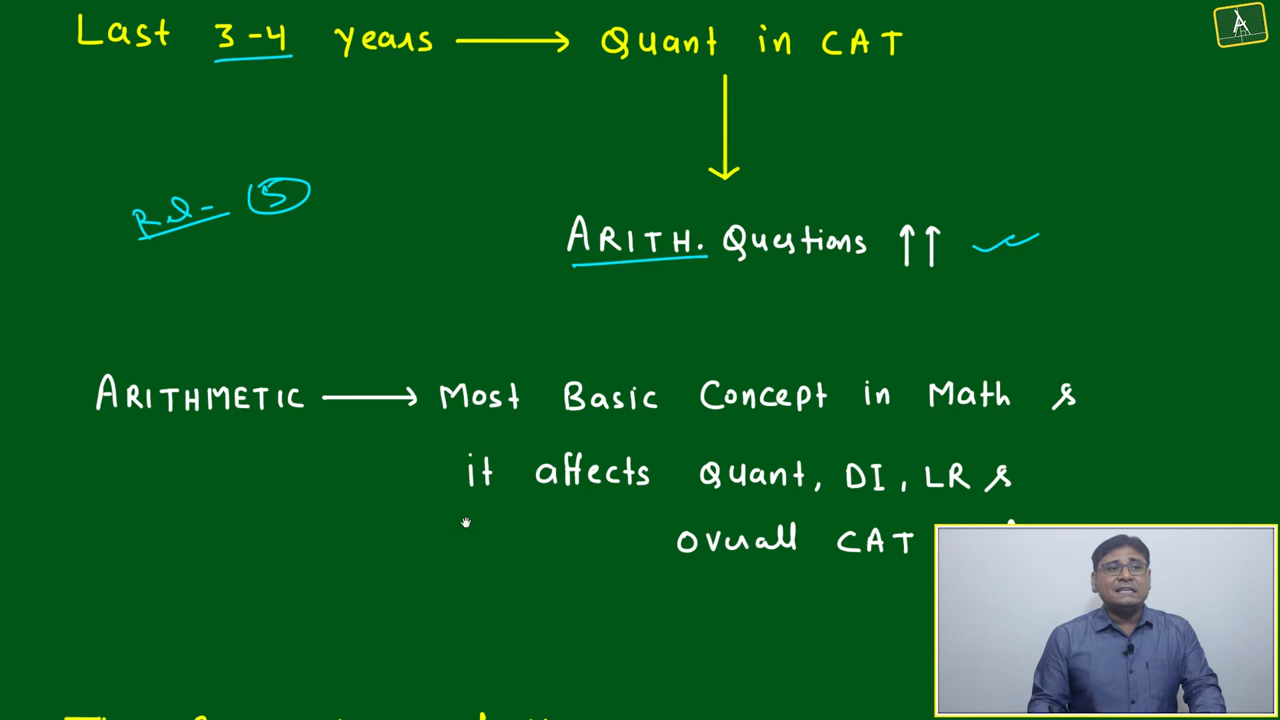 Last 3-4 years → Quant in CAT
5
ARITH. Questions ↑↑
ARITHMETIC → Most Basic Concept in Math &
it affects Quant, DI, LR &
overall CAT